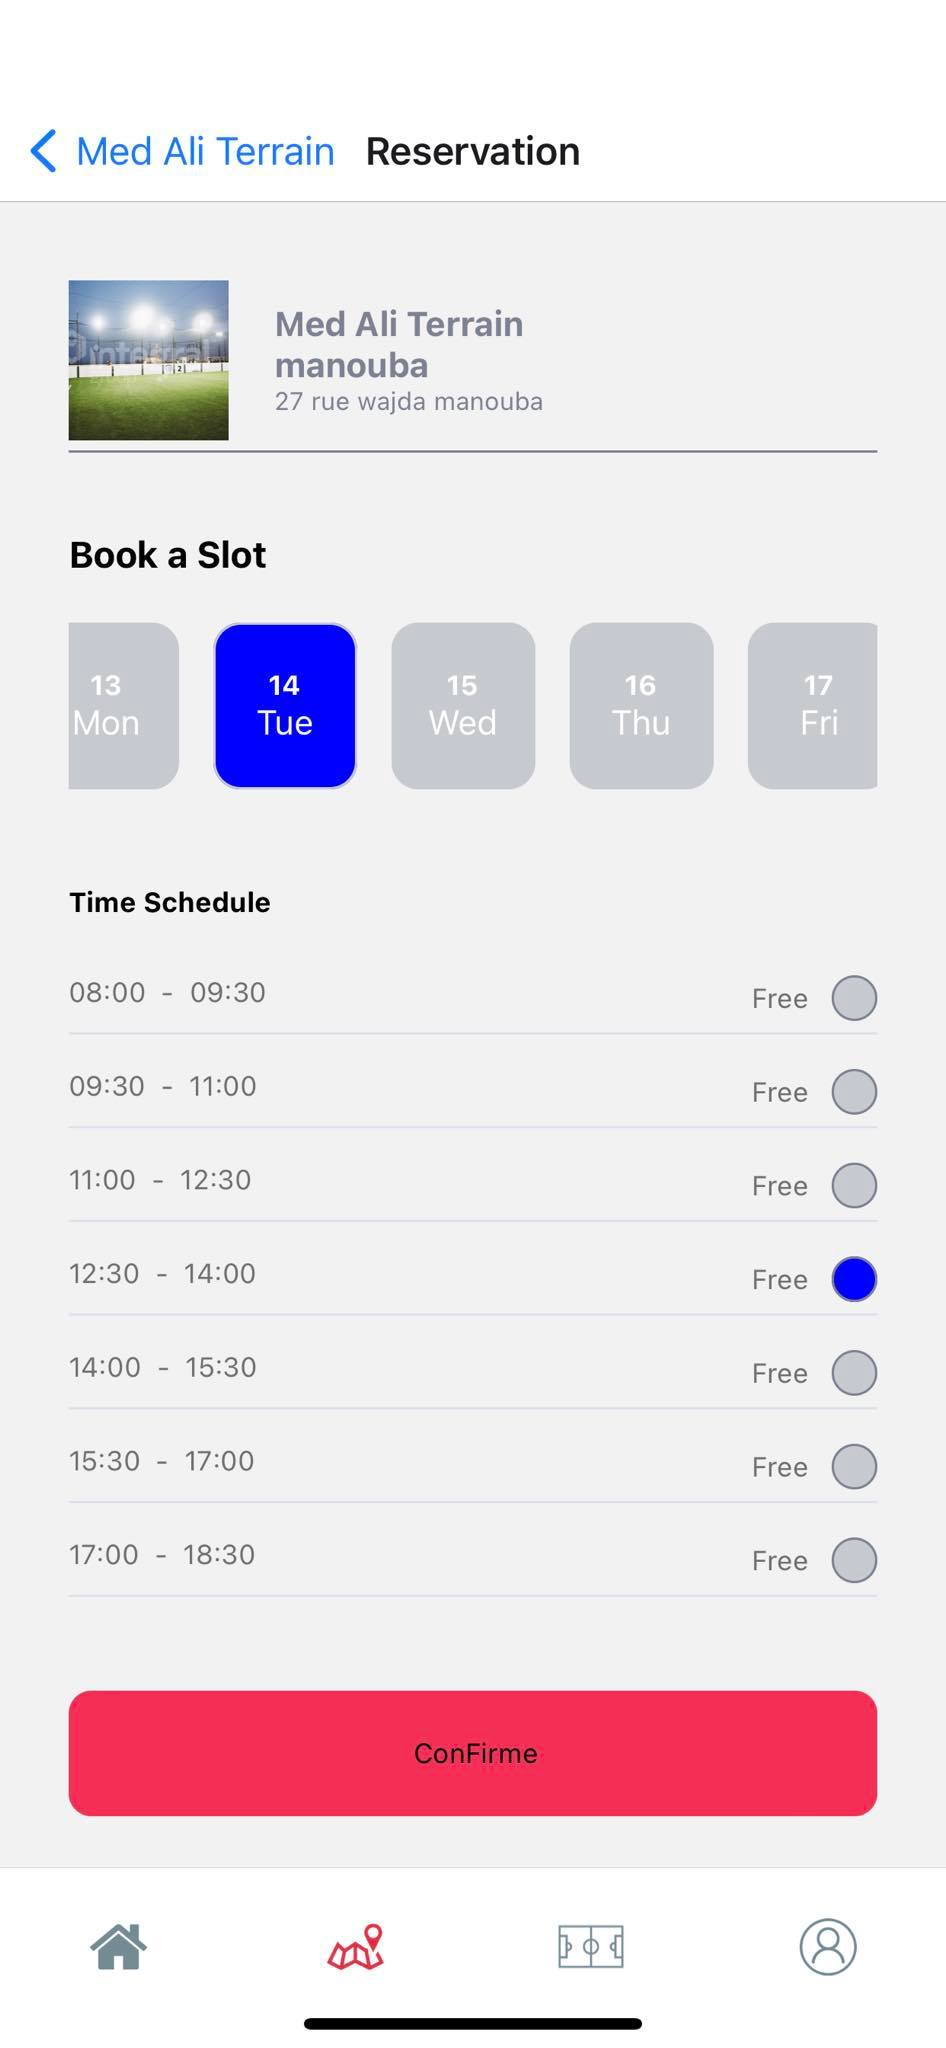 Med Ali Terrain Reservation
Med Ali Terrain
manouba
27 rue wajda manouba
Book a Slot
13 14 15 16 17
Mon Tue Wed Thu Fri
Time Schedule
08:00 - 09:30 Free
09:30 - 11:00 Free
11:00 - 12:30 Free
12:30 - 14:00 Free
14:00 - 15:30 Free
15:30 - 17:00 Free
17:00 - 18:30 Free
ConFirme